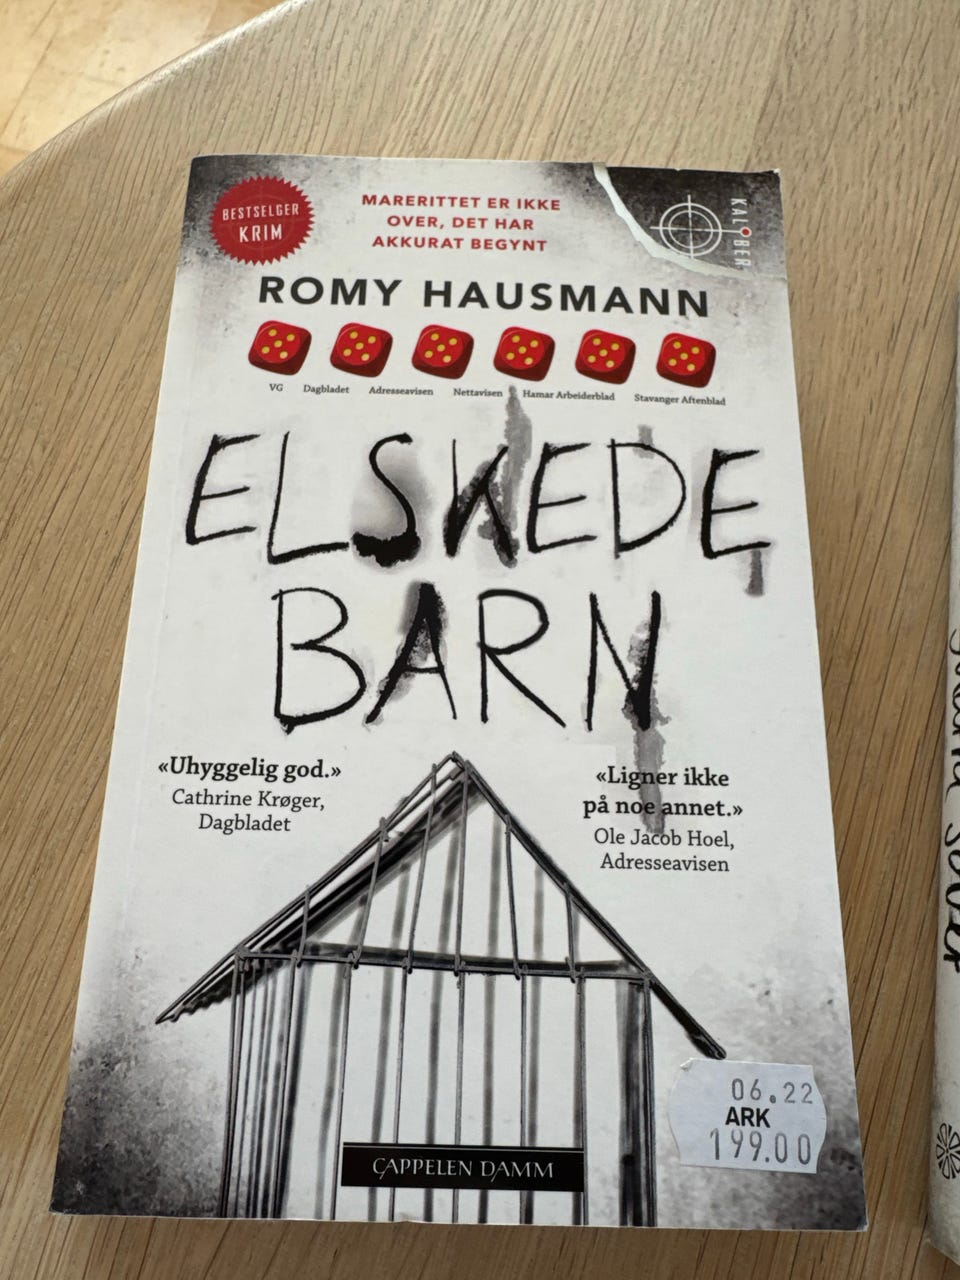 BESTSELGER
KRIM
MARERITTET ER IKKE
OVER, DET HAR
AKKURAT BEGYNT
KALIBER
ROMY HAUSMANN
VG Dagbladet Adresseavisen Nettavisen Hamar Arbeiderblad Stavanger Aftenblad
ELSKEDE
BARN
«Uhyggelig god.»
Cathrine Krøger,
Dagbladet
«Ligner ikke
på noe annet.»
Ole Jacob Hoel,
Adresseavisen
06.22
ARK
199.00
CAPPELEN DAMM